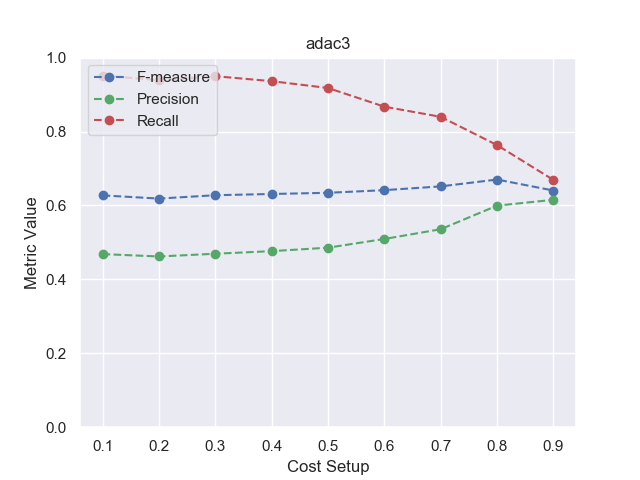 adac3
1.0
0.8
0.6
0.4
0.2
0.0
Metric Value
F-measure
Precision
Recall
0.1 0.2 0.3 0.4 0.5 0.6 0.7 0.8 0.9
Cost Setup